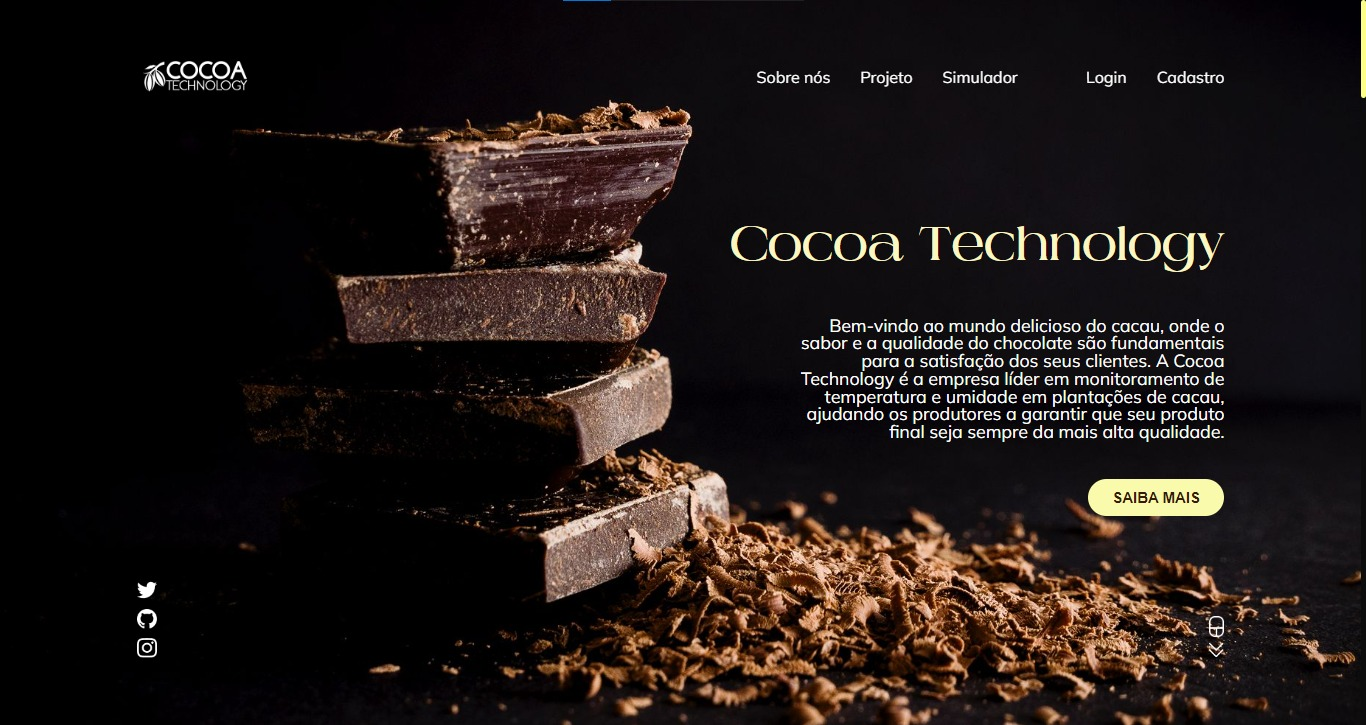 COCOA
TECHNOLOGY
Sobre nós
Projeto
Simulador
Login
Cadastro
Cocoa Technology
Bem-vindo ao mundo delicioso do cacau, onde o
sabor e a qualidade do chocolate são fundamentais
para a satisfação dos seus clientes. A Cocoa
Technology é a empresa líder em monitoramento de
temperatura e umidade em plantações de cacau,
ajudando os produtores a garantir que seu produto
final seja sempre da mais alta qualidade.
SAIBA MAIS